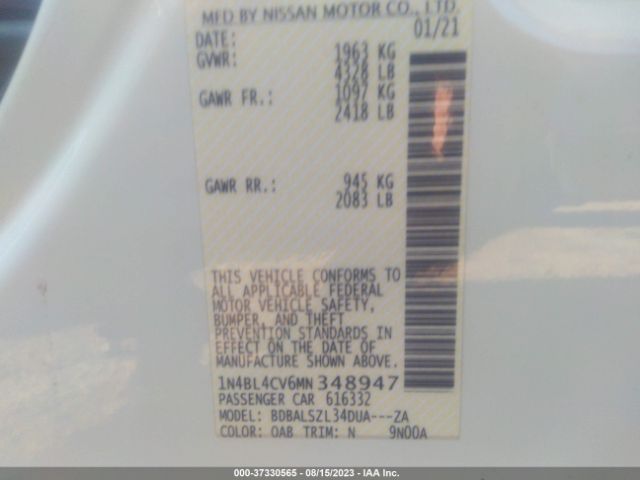 MFD BY NISSAN MOTOR CO., LTD.
DATE: 01/21
GVWR: 1963 KG
4328 LB
GAWR FR.: 1097 KG
2418 LB
GAWR RR.: 945 KG
2083 LB
THIS VEHICLE CONFORMS TO
ALL APPLICABLE FEDERAL
MOTOR VEHICLE SAFETY,
BUMPER, AND THEFT
PREVENTION STANDARDS IN
EFFECT ON THE DATE OF
MANUFACTURE SHOWN ABOVE.
1N4BL4CV6MN348947
PASSENGER CAR 616332
MODEL: BDBALSZL34DUA---ZA
COLOR: QAB TRIM: N 9N00A
000-37330565 - 08/15/2023 - IAA Inc.